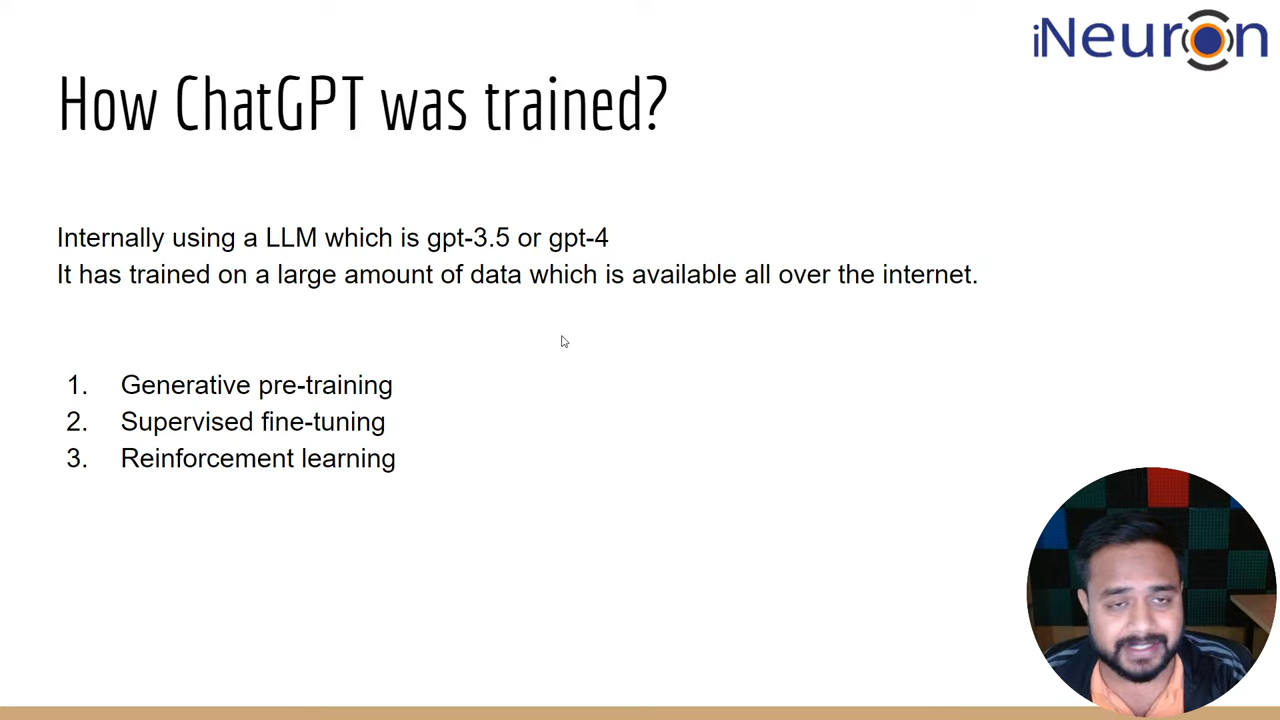 iNeuron
How ChatGPT was trained?
Internally using a LLM which is gpt-3.5 or gpt-4
It has trained on a large amount of data which is available all over the internet.
1. Generative pre-training
2. Supervised fine-tuning
3. Reinforcement learning